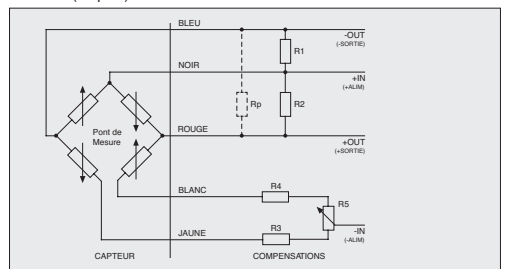 BLEU
-OUT
(-SORTIE)
R1
NOIR
+IN
(+ALIM)
Rp
R2
Pont de
Mesure
ROUGE
+OUT
(+SORTIE)
BLANC
R4
R5
-IN
(-ALIM)
JAUNE
R3
CAPTEUR
COMPENSATIONS